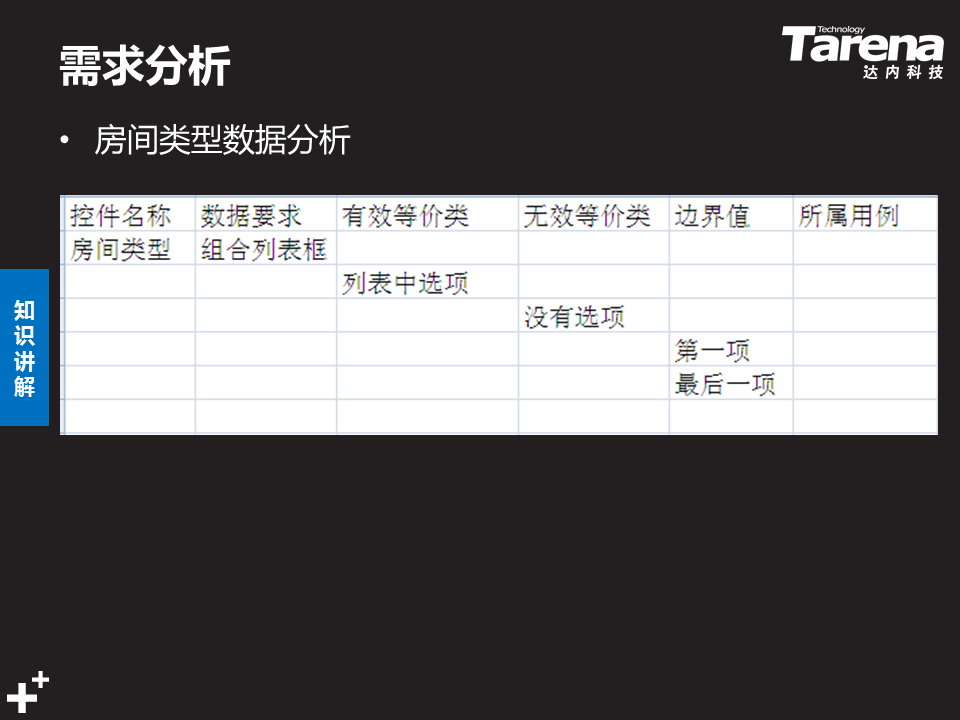 需求分析
Technology
Tarena
达内科技
• 房间类型数据分析
控件名称 数据要求 有效等价类 无效等价类 边界值 所属用例
房间类型 组合列表框
列表中选项
没有选项
第一项
最后一项
知识讲解